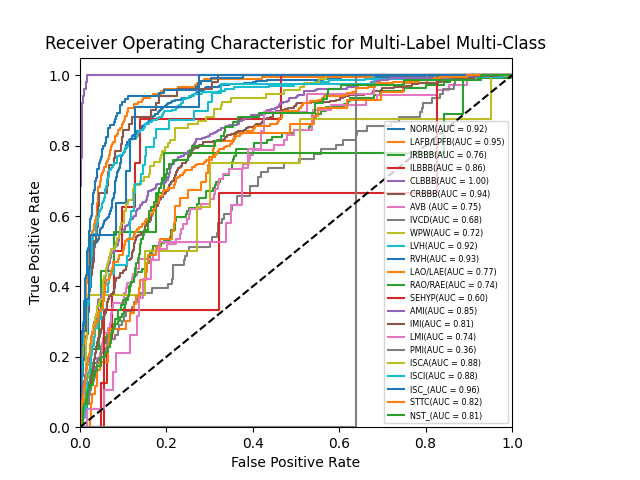 Receiver Operating Characteristic for Multi-Label Multi-Class
1.0
0.8
0.6
0.4
0.2
0.0
True Positive Rate
NORM(AUC = 0.92)
LAFB/LPFB(AUC = 0.95)
IRBBB(AUC = 0.76)
ILBBB(AUC = 0.86)
CLBBB(AUC = 1.00)
CRBBB(AUC = 0.94)
AVB (AUC = 0.75)
IVCD(AUC = 0.68)
WPW(AUC = 0.72)
LVH(AUC = 0.92)
RVH(AUC = 0.93)
LAO/LAE(AUC = 0.77)
RAO/RAE(AUC = 0.74)
SEHYP(AUC = 0.60)
AMI(AUC = 0.85)
IMI(AUC = 0.81)
LMI(AUC = 0.74)
PMI(AUC = 0.36)
ISCA(AUC = 0.88)
ISCI(AUC = 0.88)
ISC_(AUC = 0.96)
STTC(AUC = 0.82)
NST_(AUC = 0.81)
0.0 0.2 0.4 0.6 0.8 1.0
False Positive Rate